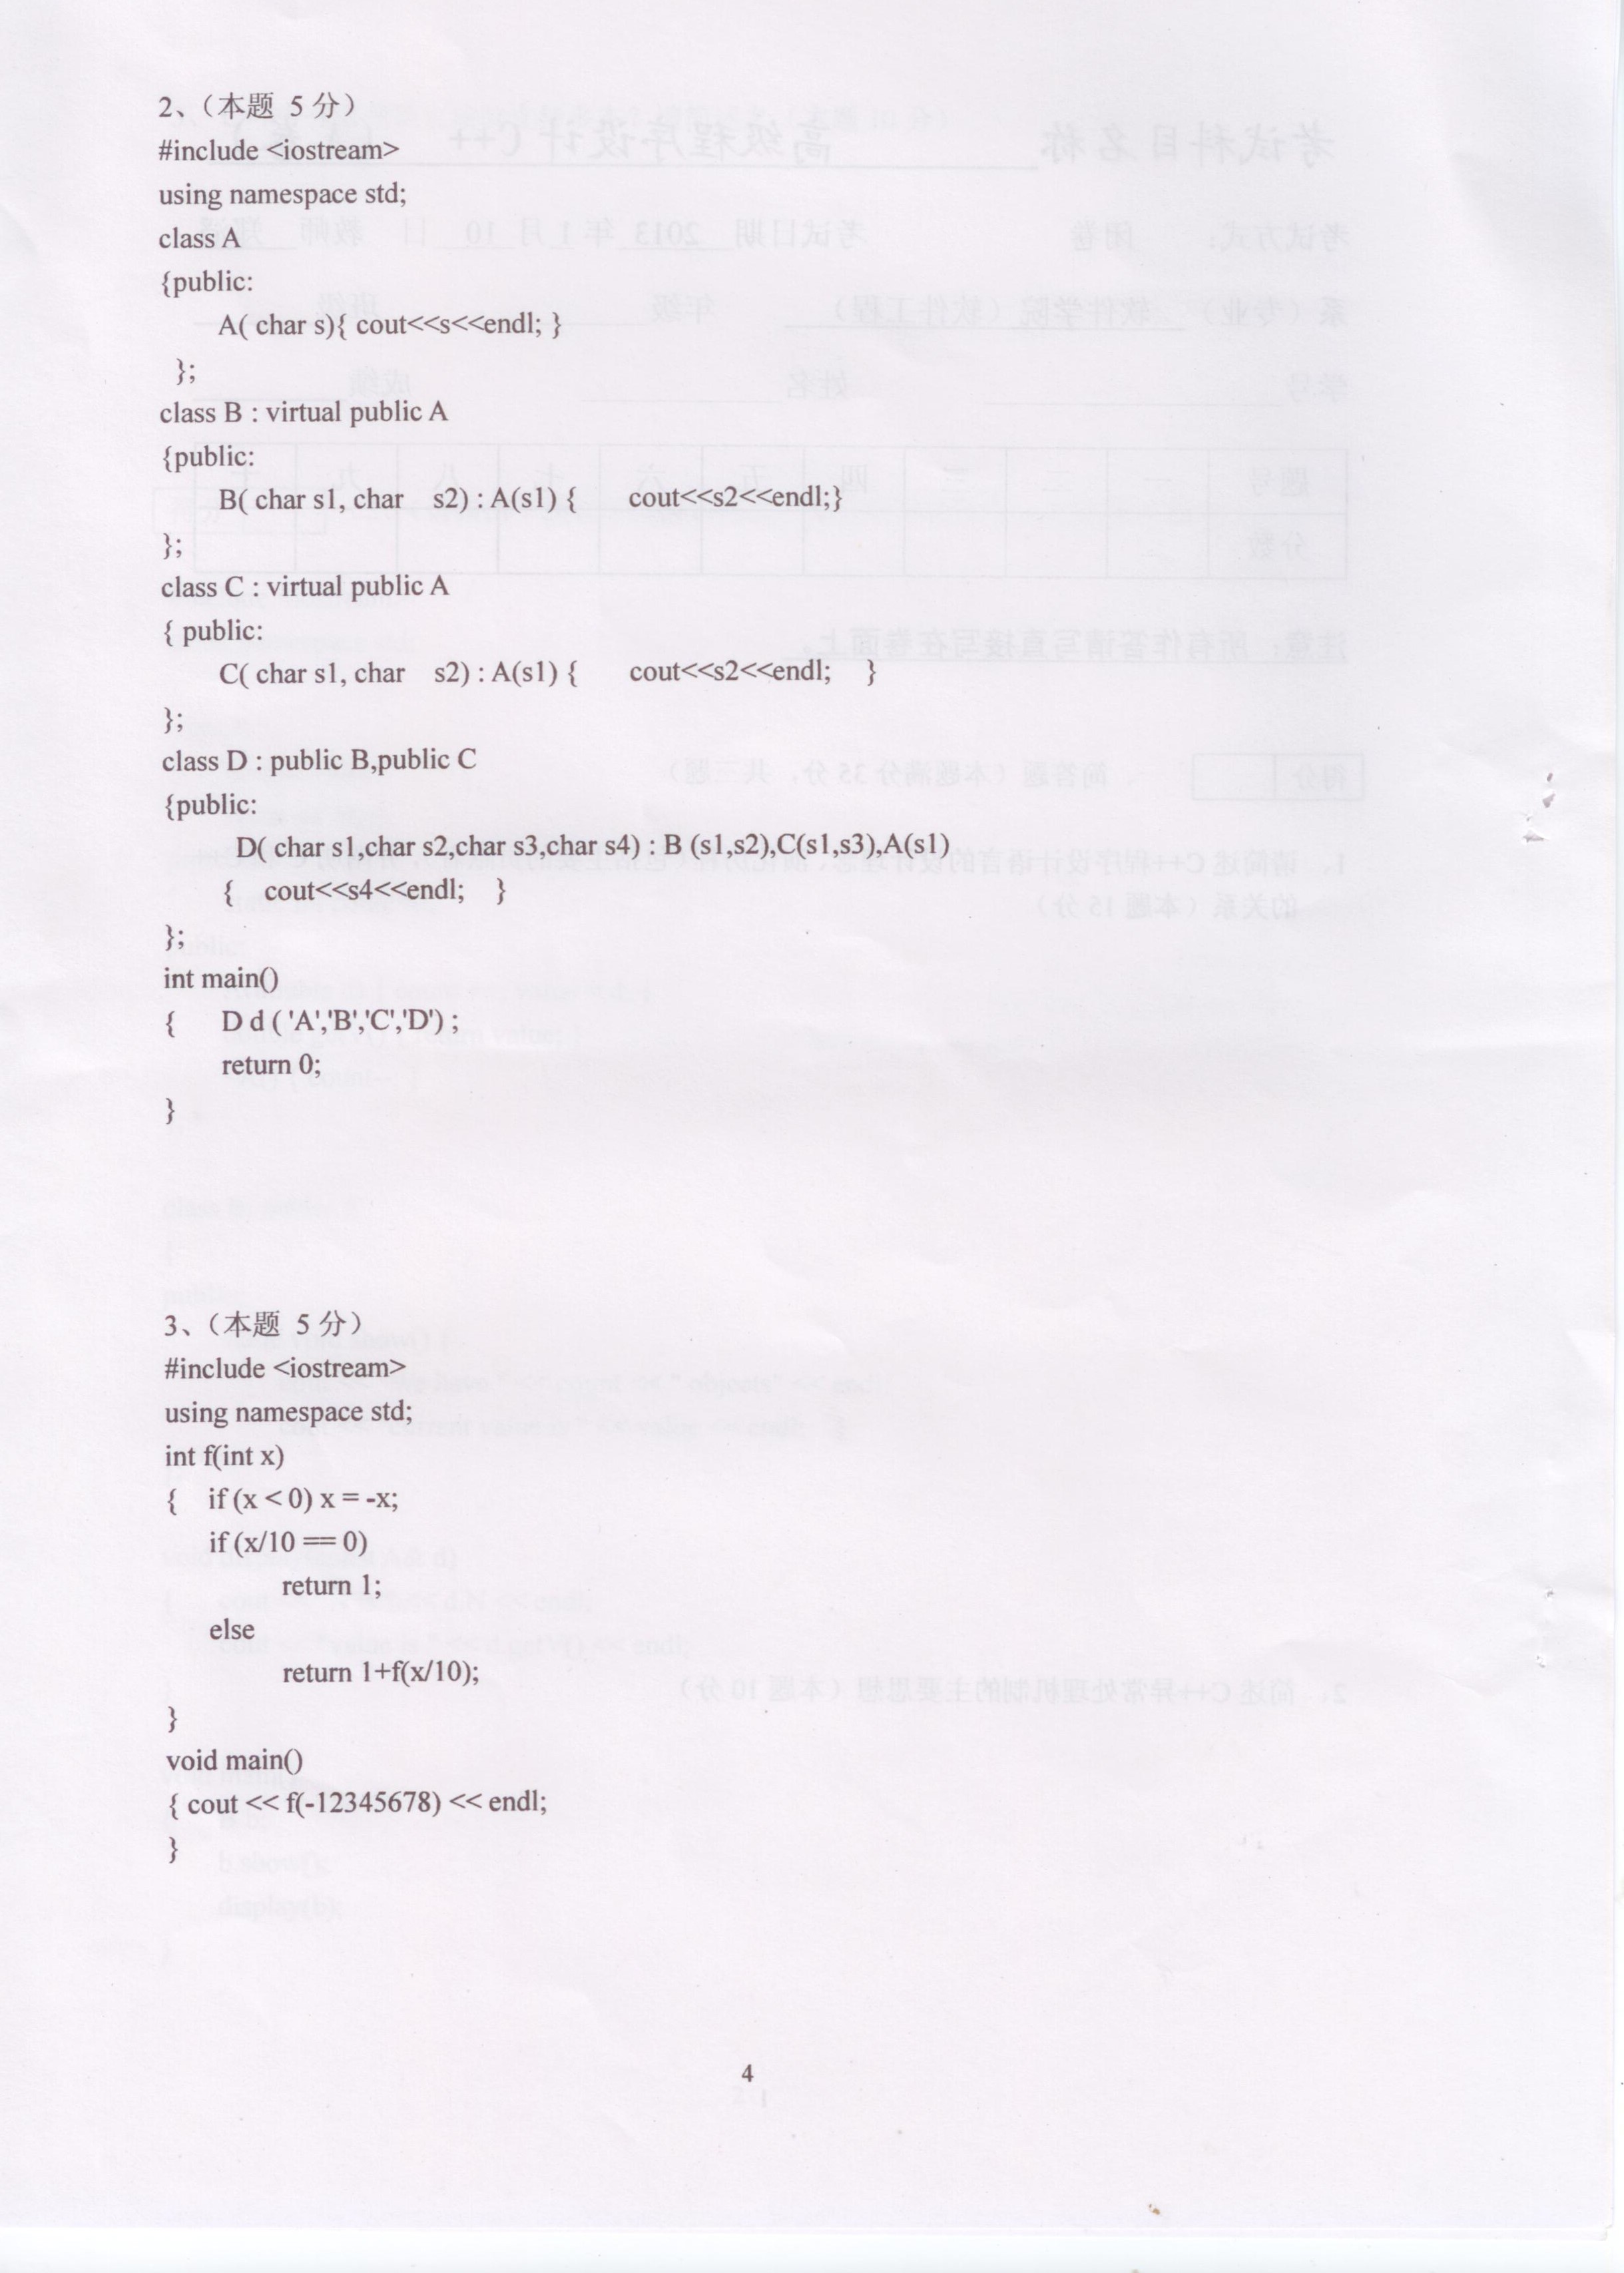 2、（本题 5 分）
#include <iostream>
using namespace std;
class A
{public:
A( char s){ cout<<s<<endl; }
};
class B : virtual public A
{public:
B( char s1, char s2) : A(s1) { cout<<s2<<endl;}
};
class C : virtual public A
{ public:
C( char s1, char s2) : A(s1) { cout<<s2<<endl; }
};
class D : public B,public C
{public:
D( char s1,char s2,char s3,char s4) : B (s1,s2),C(s1,s3),A(s1)
{ cout<<s4<<endl; }
};
int main()
{ D d ( 'A','B','C','D') ;
return 0;
}
3、（本题 5 分）
#include <iostream>
using namespace std;
int f(int x)
{ if (x < 0) x = -x;
if (x/10 == 0)
return 1;
else
return 1+f(x/10);
}
void main()
{ cout << f(-12345678) << endl;
}
4